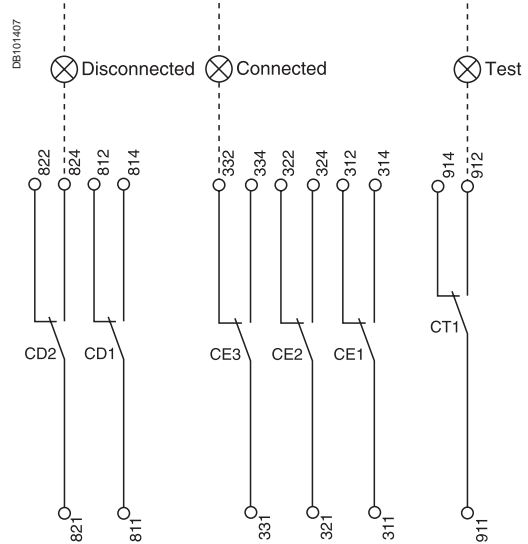 DB101407
Disconnected
Connected
Test
822
824
812
814
332
334
322
324
312
314
914
912
CD2
CD1
CE3
CE2
CE1
CT1
821
811
331
321
311
911